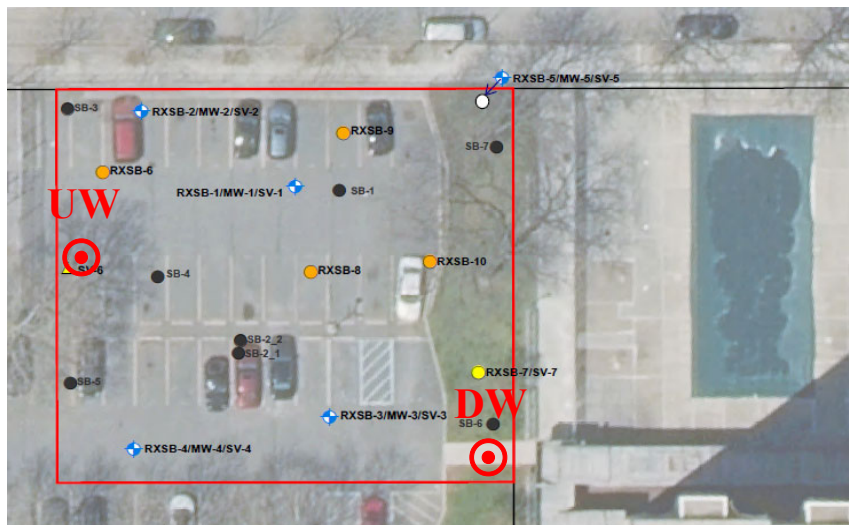 RXSB-5/MW-5/SV-5
SB-3
RXSB-2/MW-2/SV-2
RXSB-9
SB-7
RXSB-6
RXSB-1/MW-1/SV-1
SB-1
UW
SV-6
SB-4
RXSB-8
RXSB-10
SB-2_2
SB-2_1
SB-5
RXSB-7/SV-7
DW
RXSB-3/MW-3/SV-3
SB-6
RXSB-4/MW-4/SV-4